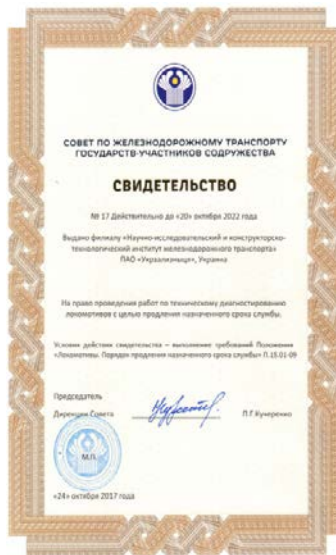 СОВЕТ ПО ЖЕЛЕЗНОДОРОЖНОМУ ТРАНСПОРТУ
ГОСУДАРСТВ-УЧАСТНИКОВ СОДРУЖЕСТВА
СВИДЕТЕЛЬСТВО
№ 17 Действительно до «20» октября 2022 года
Выдано филиалу «Научно-исследовательский и конструкторско-
технологический институт железнодорожного транспорта»
ПАО «Укрзализныця», Украина
На право проведения работ по техническому диагностированию
локомотивов с целью продления назначенного срока службы.
Условия действия свидетельства – выполнение требований Положения
«Локомотивы. Порядок продления назначенного срока службы» П.15.01-09
Председатель
Дирекции Совета
П.Г.Кучеренко
М.П.
«24» октября 2017 года